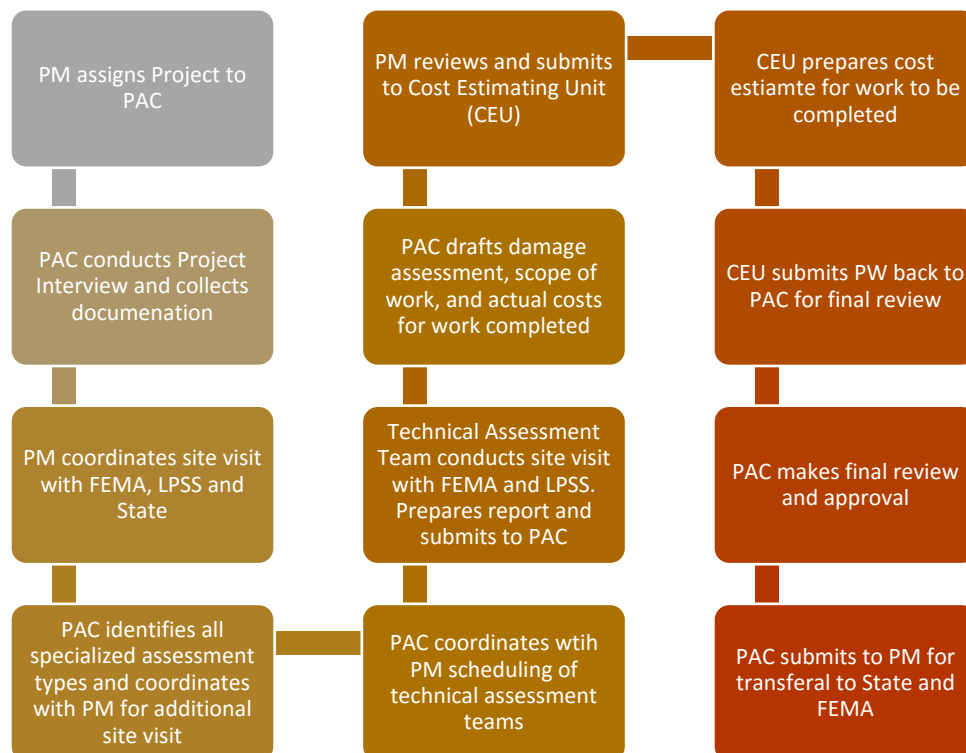 PM assigns Project to
PAC
PAC conducts Project
Interview and collects
documenation
PM coordinates site visit
with FEMA, LPSS and
State
PAC identifies all
specialized assessment
types and coordinates
with PM for additional
site visit
PAC coordinates wtih
PM scheduling of
technical assessment
teams
Technical Assessment
Team conducts site visit
with FEMA and LPSS.
Prepares report and
submits to PAC
PAC drafts damage
assessment, scope of
work, and actual costs
for work completed
PM reviews and submits
to Cost Estimating Unit
(CEU)
CEU prepares cost
estiamte for work to be
completed
CEU submits PW back to
PAC for final review
PAC makes final review
and approval
PAC submits to PM for
transferal to State and
FEMA